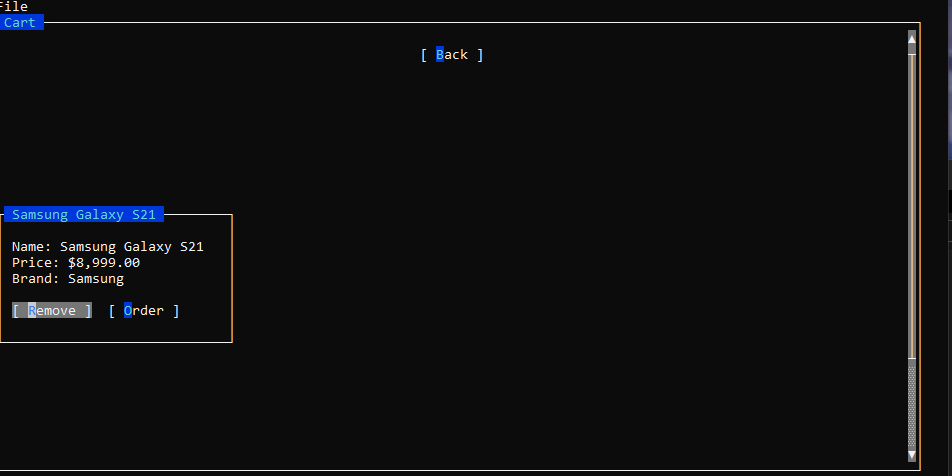 File
Cart
[ Back ]
Samsung Galaxy S21
Name: Samsung Galaxy S21
Price: $8,999.00
Brand: Samsung
[ Remove ] [ Order ]